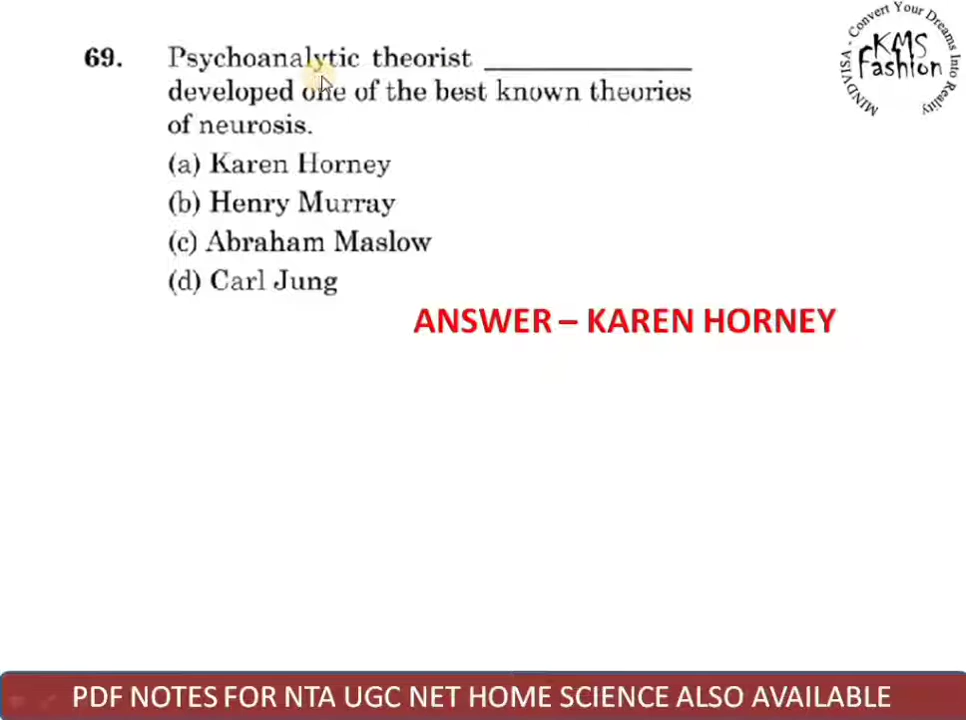 69. Psychoanalytic theorist _______________
developed one of the best known theories
of neurosis.
(a) Karen Horney
(b) Henry Murray
(c) Abraham Maslow
(d) Carl Jung
ANSWER – KAREN HORNEY
MINDVISA - Convert Your Dreams Into Reality
KMS
Fashion
PDF NOTES FOR NTA UGC NET HOME SCIENCE ALSO AVAILABLE